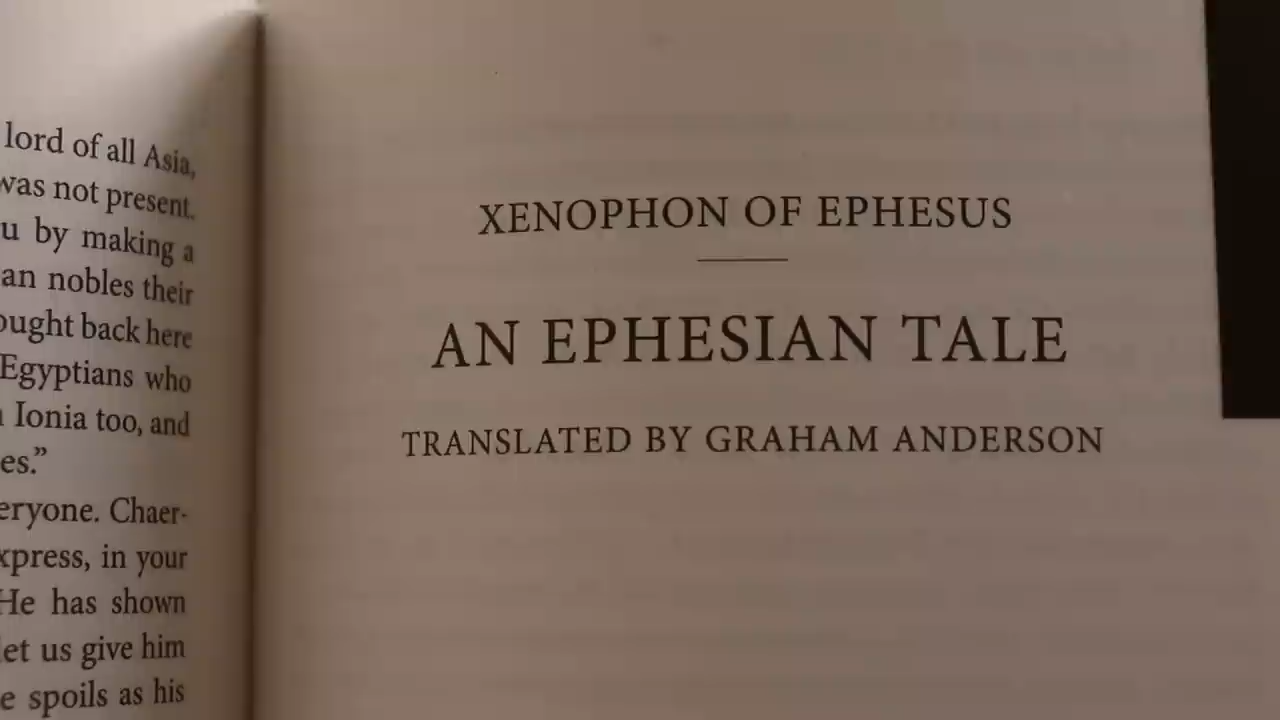 lord of all Asia,
was not present.
u by making a
an nobles their
ought back here
Egyptians who
Ionia too, and
es.”
eryone. Chaer-
xpress, in your
He has shown
let us give him
e spoils as his
XENOPHON OF EPHESUS
AN EPHESIAN TALE
TRANSLATED BY GRAHAM ANDERSON